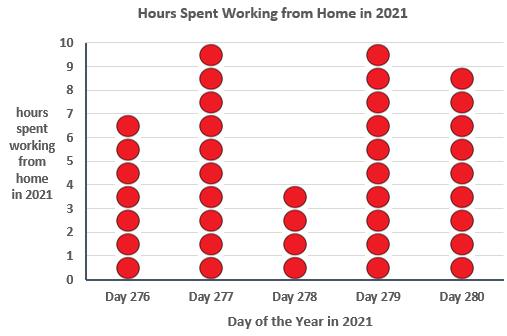 Hours Spent Working from Home in 2021
10
9
8
7
6
5
4
3
2
1
0
hours
spent
working
from
home
in 2021
Day 276 Day 277 Day 278 Day 279 Day 280
Day of the Year in 2021